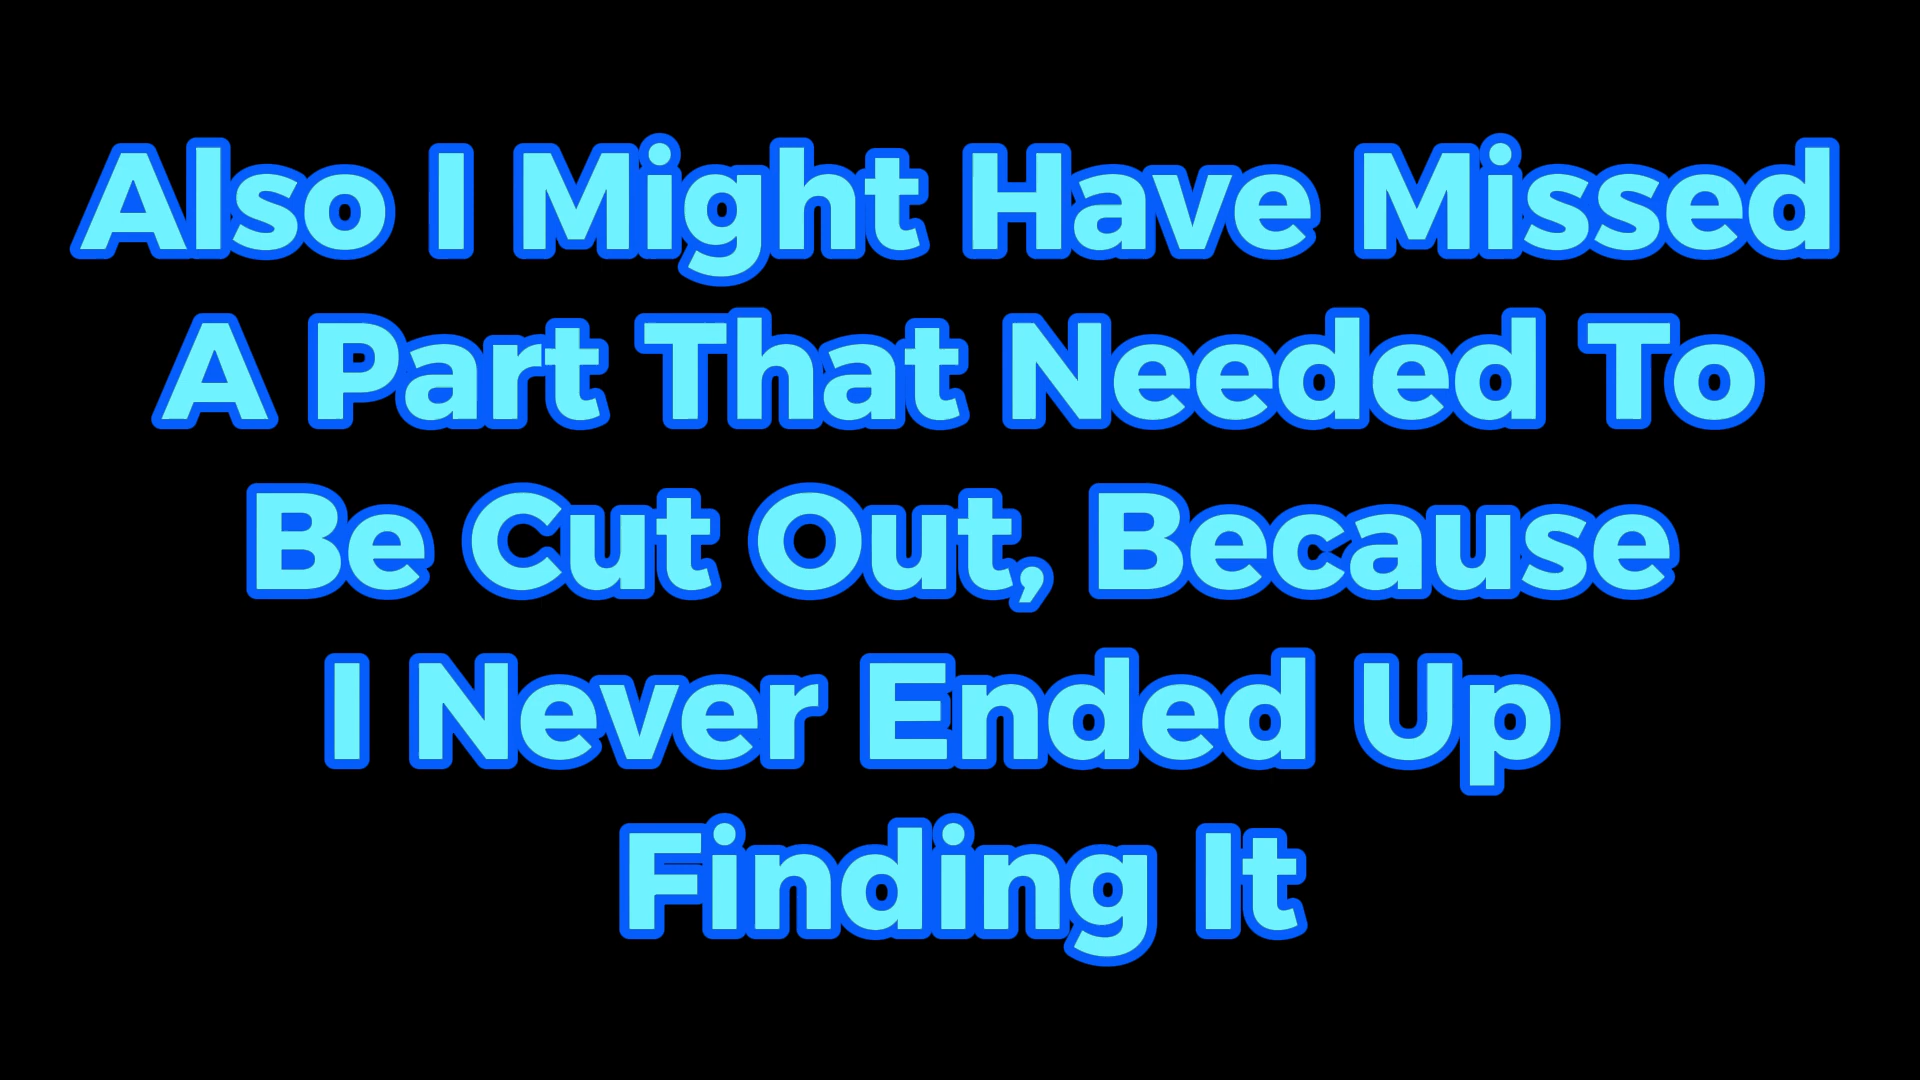 Also I Might Have Missed
A Part That Needed To
Be Cut Out, Because
I Never Ended Up
Finding It